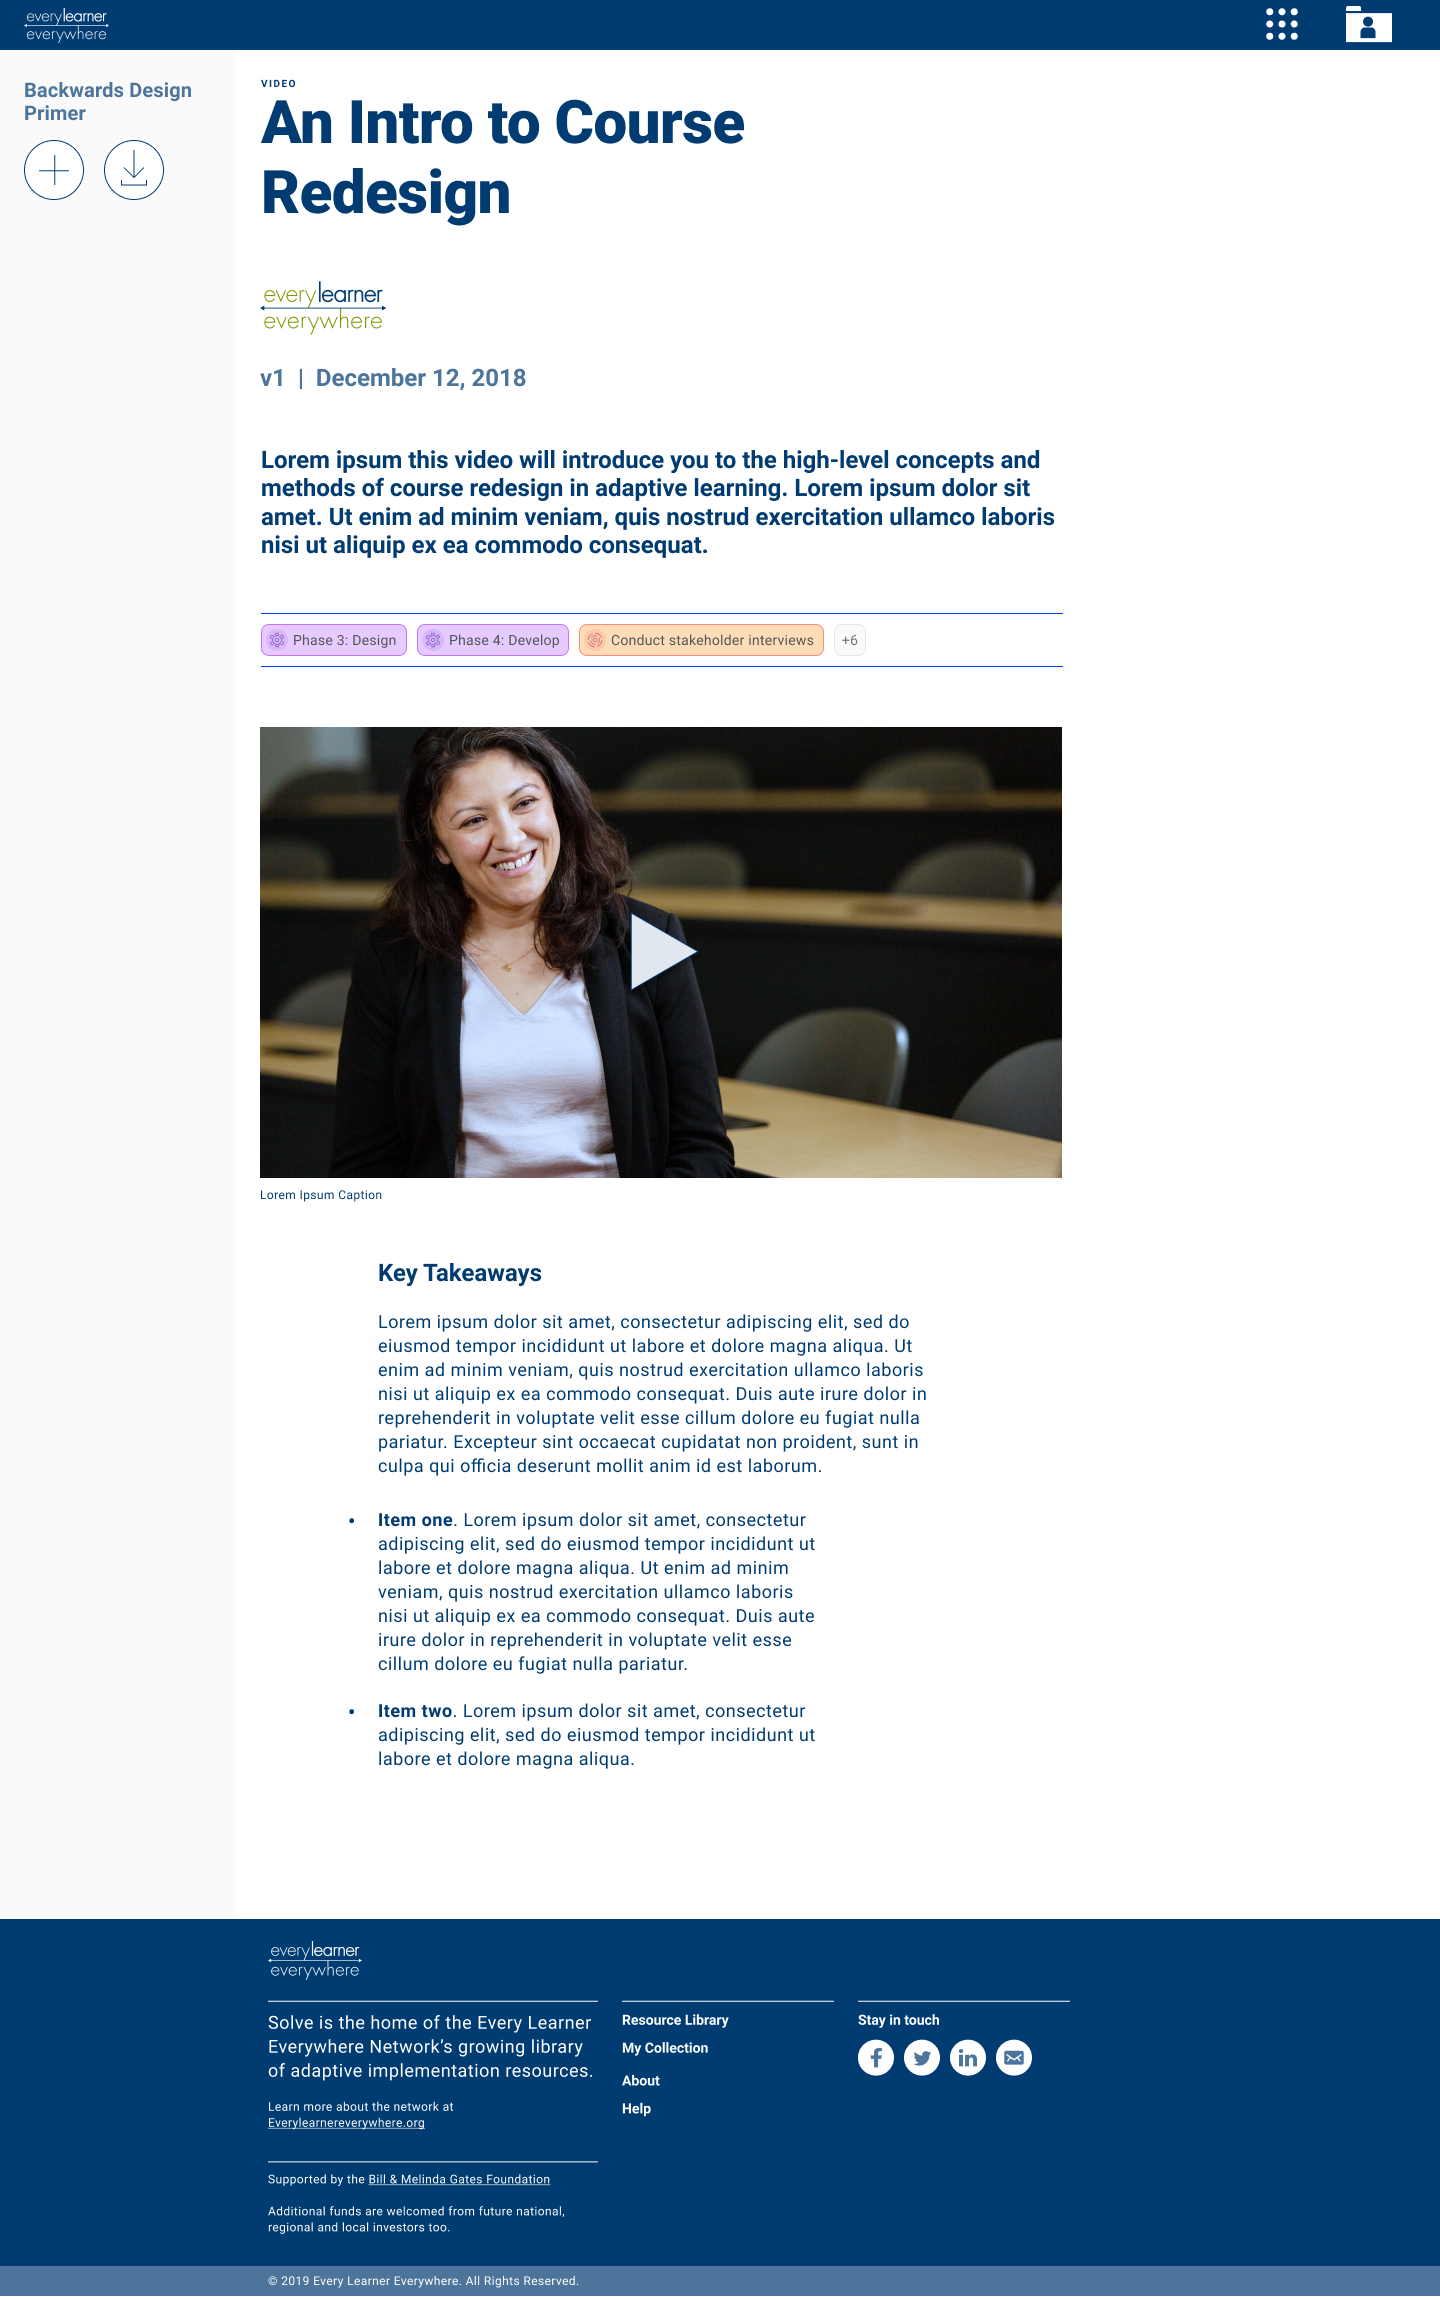 everylearner
everywhere
Backwards Design
Primer
VIDEO
An Intro to Course
Redesign
everylearner
everywhere
v1 | December 12, 2018
Lorem ipsum this video will introduce you to the high-level concepts and
methods of course redesign in adaptive learning. Lorem ipsum dolor sit
amet. Ut enim ad minim veniam, quis nostrud exercitation ullamco laboris
nisi ut aliquip ex ea commodo consequat.
Phase 3: Design Phase 4: Develop Conduct stakeholder interviews +6
Lorem Ipsum Caption
Key Takeaways
Lorem ipsum dolor sit amet, consectetur adipiscing elit, sed do
eiusmod tempor incididunt ut labore et dolore magna aliqua. Ut
enim ad minim veniam, quis nostrud exercitation ullamco laboris
nisi ut aliquip ex ea commodo consequat. Duis aute irure dolor in
reprehenderit in voluptate velit esse cillum dolore eu fugiat nulla
pariatur. Excepteur sint occaecat cupidatat non proident, sunt in
culpa qui officia deserunt mollit anim id est laborum.
• Item one. Lorem ipsum dolor sit amet, consectetur
adipiscing elit, sed do eiusmod tempor incididunt ut
labore et dolore magna aliqua. Ut enim ad minim
veniam, quis nostrud exercitation ullamco laboris
nisi ut aliquip ex ea commodo consequat. Duis aute
irure dolor in reprehenderit in voluptate velit esse
cillum dolore eu fugiat nulla pariatur.
• Item two. Lorem ipsum dolor sit amet, consectetur
adipiscing elit, sed do eiusmod tempor incididunt ut
labore et dolore magna aliqua.
everylearner
everywhere
Solve is the home of the Every Learner
Everywhere Network’s growing library
of adaptive implementation resources.
Learn more about the network at
Everylearnereverywhere.org
Supported by the Bill & Melinda Gates Foundation
Additional funds are welcomed from future national,
regional and local investors too.
Resource Library
My Collection
About
Help
Stay in touch
© 2019 Every Learner Everywhere. All Rights Reserved.